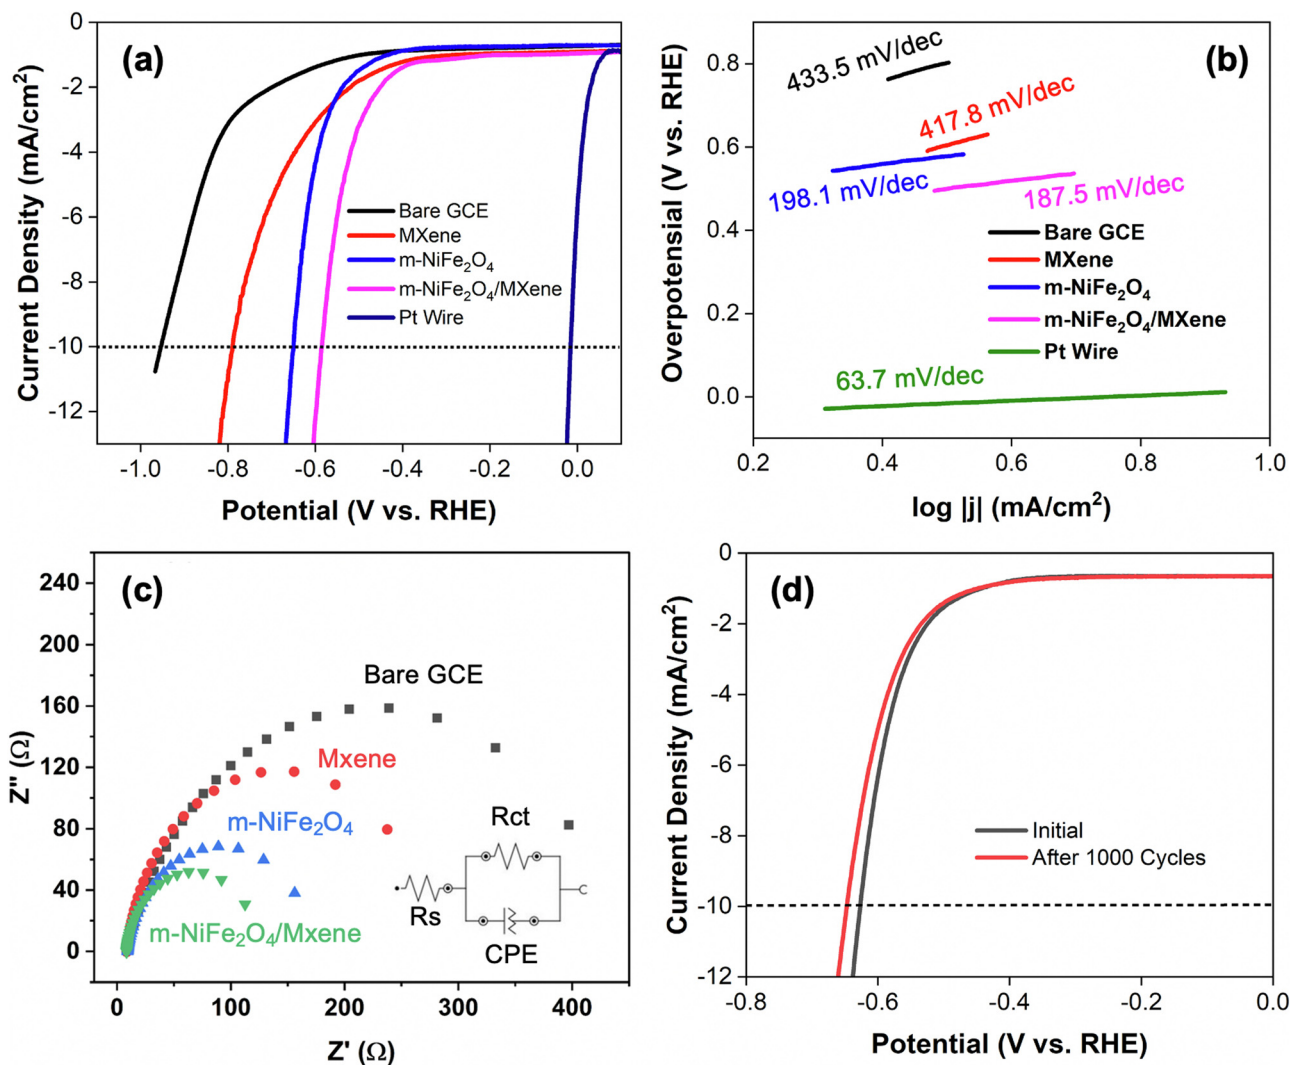 (a)
Current Density (mA/cm²)
0
-2
-4
-6
-8
-10
-12
Bare GCE
MXene
m-NiFe₂O₄
m-NiFe₂O₄/MXene
Pt Wire
-1.0 -0.8 -0.6 -0.4 -0.2 0.0
Potential (V vs. RHE)
(b)
Overpotensial (V vs. RHE)
0.8
0.6
0.4
0.2
0.0
433.5 mV/dec
417.8 mV/dec
198.1 mV/dec
187.5 mV/dec
Bare GCE
MXene
m-NiFe₂O₄
m-NiFe₂O₄/MXene
Pt Wire
63.7 mV/dec
0.2 0.4 0.6 0.8 1.0
log |j| (mA/cm²)
(c)
Z'' (Ω)
240
200
160
120
80
40
0
Bare GCE
Mxene
m-NiFe₂O₄
m-NiFe₂O₄/Mxene
Rct
Rs
CPE
0 100 200 300 400
Z' (Ω)
(d)
Current Density (mA/cm²)
0
-2
-4
-6
-8
-10
-12
Initial
After 1000 Cycles
-0.8 -0.6 -0.4 -0.2 0.0
Potential (V vs. RHE)